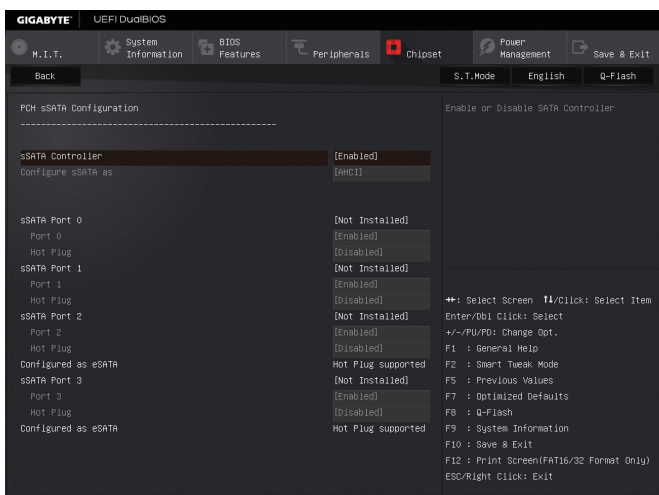 GIGABYTE™ UEFI DualBIOS
M.I.T.
System Information
BIOS Features
Peripherals
Chipset
Power Management
Save & Exit
Back
S.T.Mode English Q-Flash
PCH sSATA Configuration
--------------------------------------------------
Enable or Disable SATA Controller
sSATA Controller [Enabled]
Configure sSATA as [AHCI]
sSATA Port 0 [Not Installed]
Port 0 [Enabled]
Hot Plug [Disabled]
sSATA Port 1 [Not Installed]
Port 1 [Enabled]
Hot Plug [Disabled]
sSATA Port 2 [Not Installed]
Port 2 [Enabled]
Hot Plug [Disabled]
Configured as eSATA Hot Plug supported
sSATA Port 3 [Not Installed]
Port 3 [Enabled]
Hot Plug [Disabled]
Configured as eSATA Hot Plug supported
→←: Select Screen ↑↓/Click: Select Item
Enter/Dbl Click: Select
+/-/PU/PD: Change Opt.
F1 : General Help
F2 : Smart Tweak Mode
F5 : Previous Values
F7 : Optimized Defaults
F8 : Q-Flash
F9 : System Information
F10 : Save & Exit
F12 : Print Screen(FAT16/32 Format Only)
ESC/Right Click: Exit